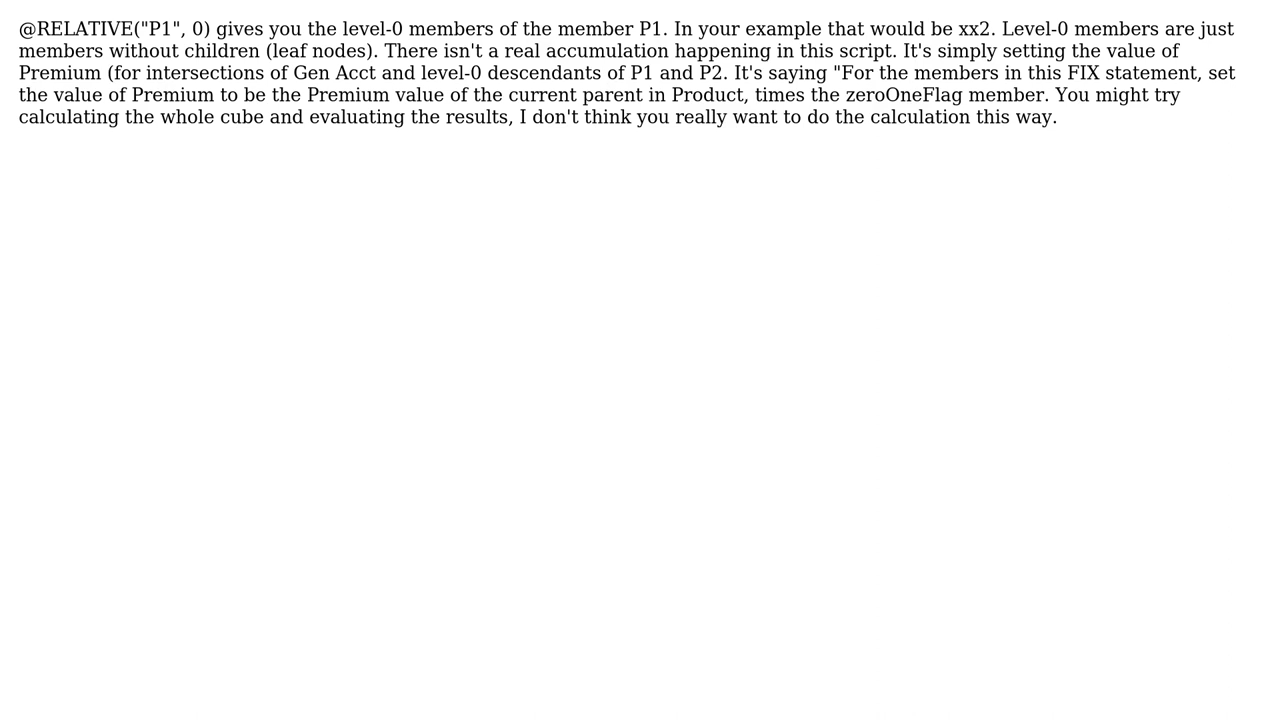 @RELATIVE("P1", 0) gives you the level-0 members of the member P1. In your example that would be xx2. Level-0 members are just
members without children (leaf nodes). There isn't a real accumulation happening in this script. It's simply setting the value of
Premium (for intersections of Gen Acct and level-0 descendants of P1 and P2. It's saying "For the members in this FIX statement, set
the value of Premium to be the Premium value of the current parent in Product, times the zeroOneFlag member. You might try
calculating the whole cube and evaluating the results, I don't think you really want to do the calculation this way.